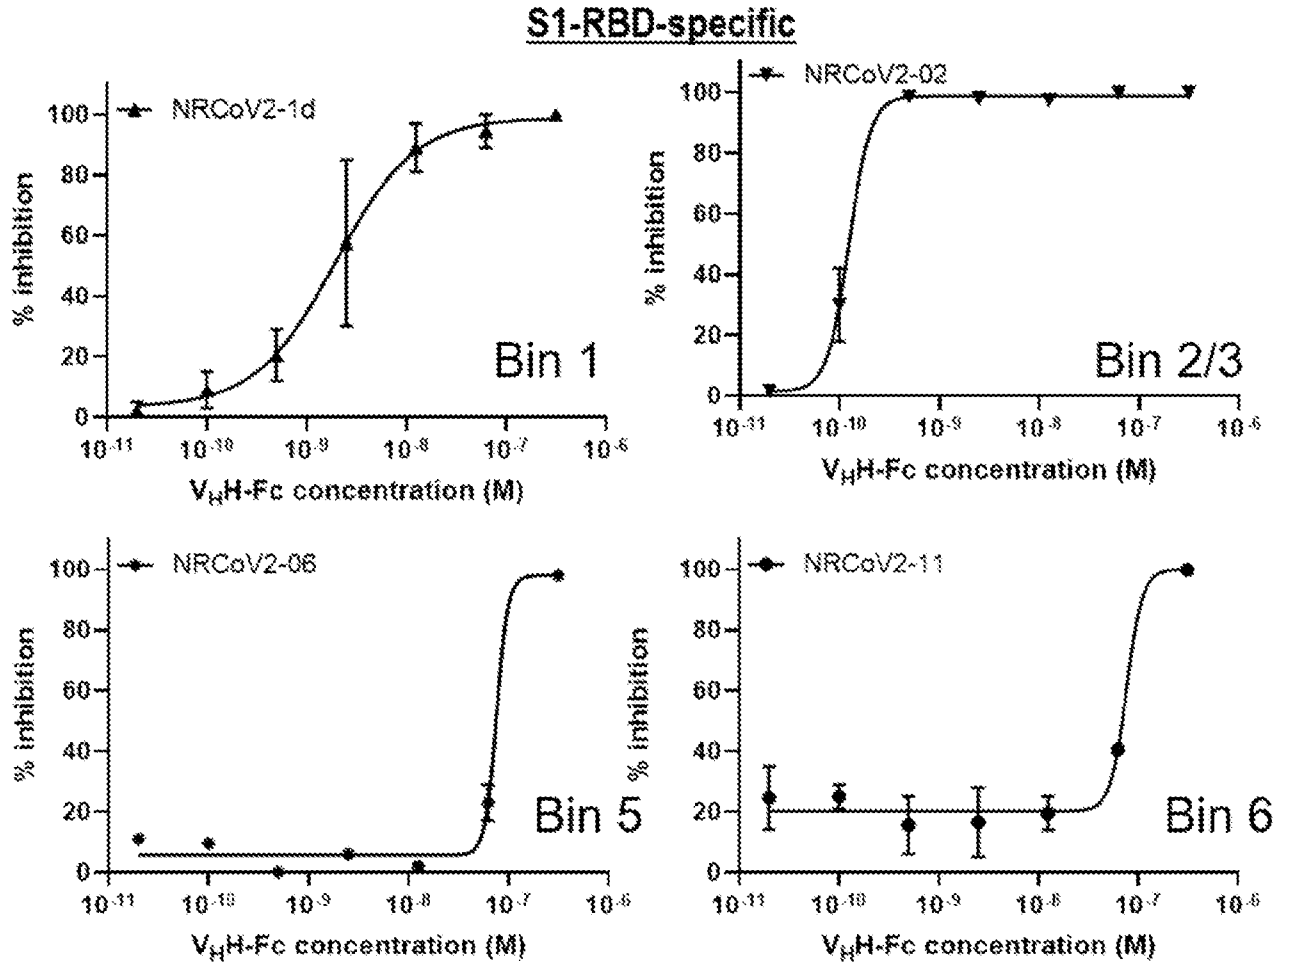 S1-RBD-specific
NRCoV2-1d
100
80
60
40
20
0
% inhibition
Bin 1
10-11 10-10 10-9 10-8 10-7 10-6
VHH-Fc concentration (M)
NRCoV2-02
100
80
60
40
20
0
% inhibition
Bin 2/3
10-11 10-10 10-9 10-8 10-7 10-6
VHH-Fc concentration (M)
NRCoV2-06
100
80
60
40
20
0
% inhibition
Bin 5
10-11 10-10 10-9 10-8 10-7 10-6
VHH-Fc concentration (M)
NRCoV2-11
100
80
60
40
20
0
% inhibition
Bin 6
10-11 10-10 10-9 10-8 10-7 10-6
VHH-Fc concentration (M)